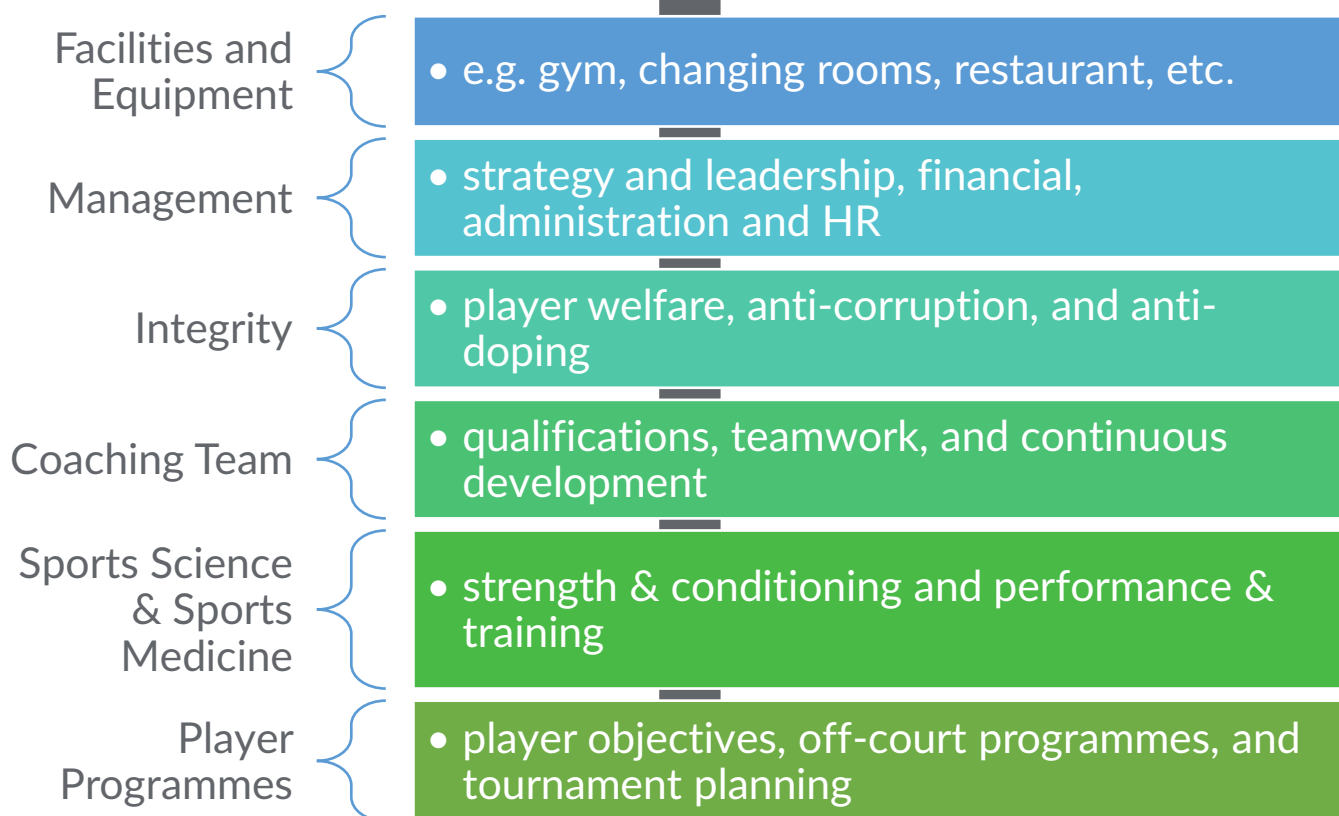 Facilities and
Equipment
• e.g. gym, changing rooms, restaurant, etc.
Management
• strategy and leadership, financial,
administration and HR
Integrity
• player welfare, anti-corruption, and anti-
doping
Coaching Team
• qualifications, teamwork, and continuous
development
Sports Science
& Sports
Medicine
• strength & conditioning and performance &
training
Player
Programmes
• player objectives, off-court programmes, and
tournament planning